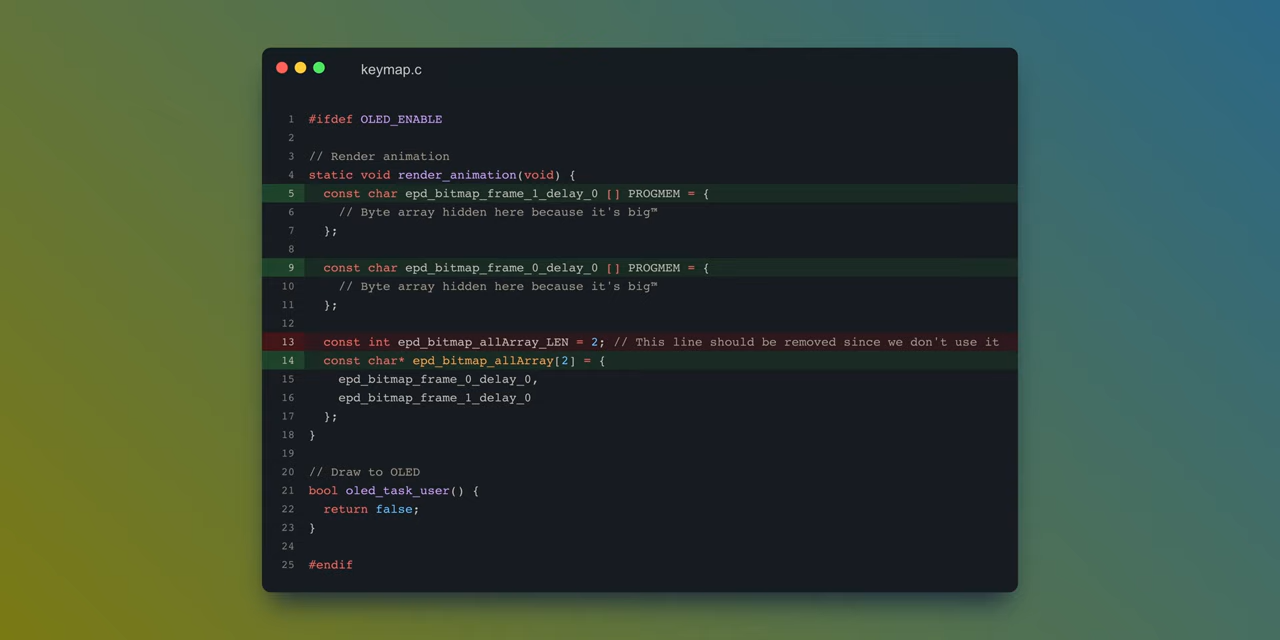 keymap.c
1 #ifdef OLED_ENABLE
2
3 // Render animation
4 static void render_animation(void) {
5 const char epd_bitmap_frame_1_delay_0 [] PROGMEM = {
6 // Byte array hidden here because it's big™
7 };
8
9 const char epd_bitmap_frame_0_delay_0 [] PROGMEM = {
10 // Byte array hidden here because it's big™
11 };
12
13 const int epd_bitmap_allArray_LEN = 2; // This line should be removed since we don't use it
14 const char* epd_bitmap_allArray[2] = {
15 epd_bitmap_frame_0_delay_0,
16 epd_bitmap_frame_1_delay_0
17 };
18 }
19
20 // Draw to OLED
21 bool oled_task_user() {
22 return false;
23 }
24
25 #endif